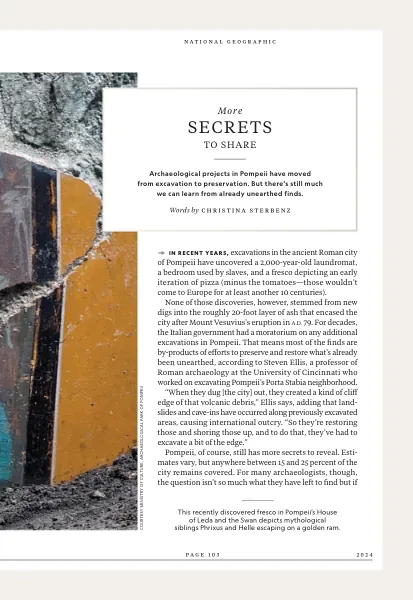 NATIONAL GEOGRAPHIC
More
SECRETS
TO SHARE
Archaeological projects in Pompeii have moved
from excavation to preservation. But there's still much
we can learn from already unearthed finds.
Words by CHRISTINA STERBENZ
➔ IN RECENT YEARS, excavations in the ancient Roman city
of Pompeii have uncovered a 2,000-year-old laundromat,
a bedroom used by slaves, and a fresco depicting an early
iteration of pizza (minus the tomatoes—those wouldn't
come to Europe for at least another 10 centuries).
None of those discoveries, however, stemmed from new
digs into the roughly 20-foot layer of ash that encased the
city after Mount Vesuvius's eruption in A.D. 79. For decades,
the Italian government had a moratorium on any additional
excavations in Pompeii. That means most of the finds are
by-products of efforts to preserve and restore what's already
been unearthed, according to Steven Ellis, a professor of
Roman archaeology at the University of Cincinnati who
worked on excavating Pompeii's Porta Stabia neighborhood.
"When they dug [the city] out, they created a kind of cliff
edge of that volcanic debris," Ellis says, adding that land-
slides and cave-ins have occurred along previously excavated
areas, causing international outcry. "So they're restoring
those and shoring those up, and to do that, they've had to
excavate a bit of the edge."
Pompeii, of course, still has more secrets to reveal. Esti-
mates vary, but anywhere between 15 and 25 percent of the
city remains covered. For many archaeologists, though,
the question isn't so much what they have left to find but if
COURTESY MINISTRY OF CULTURE, ARCHAEOLOGICAL PARK OF POMPEII
This recently discovered fresco in Pompeii's House
of Leda and the Swan depicts mythological
siblings Phrixus and Helle escaping on a golden ram.
PAGE 103
2024